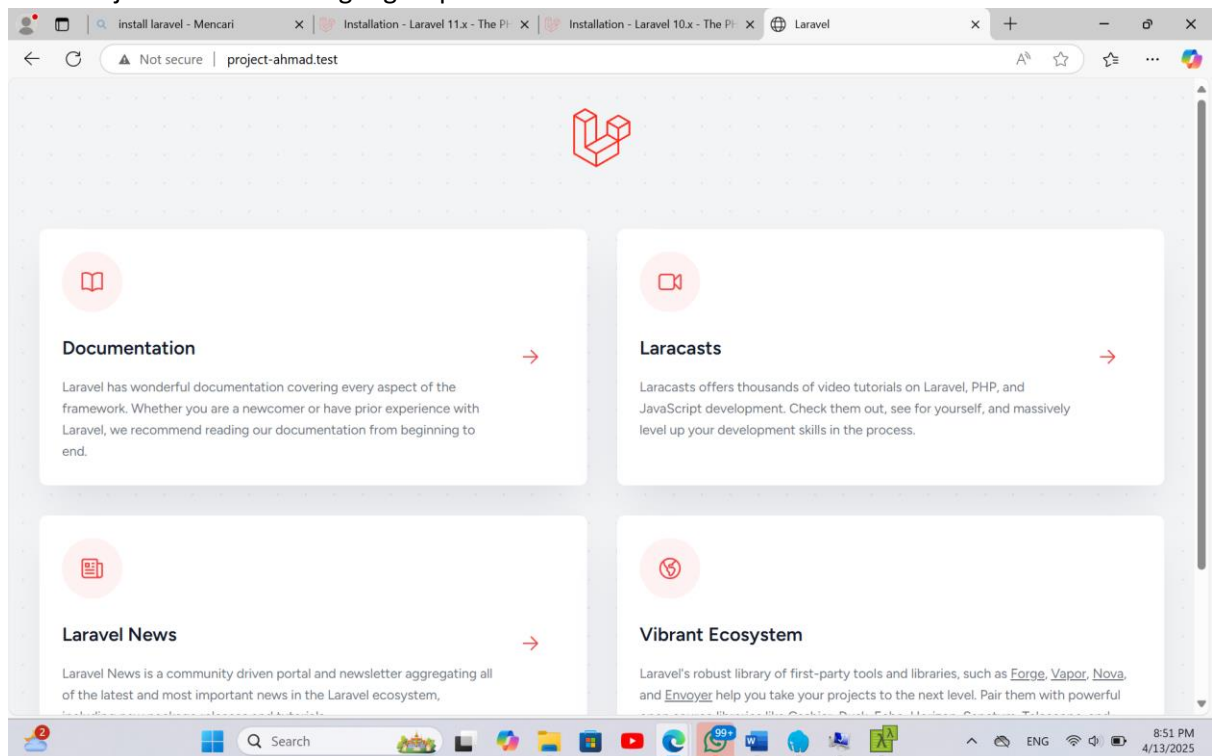 install laravel - Mencari
Installation - Laravel 11.x - The PH
Installation - Laravel 10.x - The PH
Laravel
Not secure
project-ahmad.test
Documentation
Laravel has wonderful documentation covering every aspect of the
framework. Whether you are a newcomer or have prior experience with
Laravel, we recommend reading our documentation from beginning to
end.
Laracasts
Laracasts offers thousands of video tutorials on Laravel, PHP, and
JavaScript development. Check them out, see for yourself, and massively
level up your development skills in the process.
Laravel News
Laravel News is a community driven portal and newsletter aggregating all
of the latest and most important news in the Laravel ecosystem,
Vibrant Ecosystem
Laravel's robust library of first-party tools and libraries, such as Forge, Vapor, Nova,
and Envoyer help you take your projects to the next level. Pair them with powerful
2
Search
99+
ENG
8:51 PM
4/13/2025